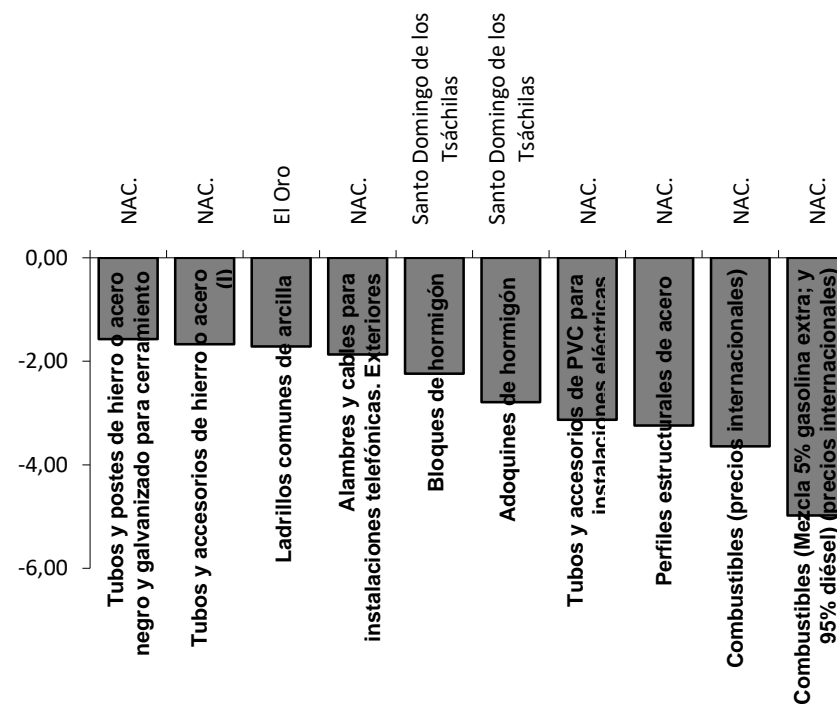 NAC.
NAC.
El Oro
NAC.
Santo Domingo de los
Tsáchilas
Santo Domingo de los
Tsáchilas
NAC.
NAC.
NAC.
NAC.
0,00
-2,00
-4,00
-6,00
Tubos y postes de hierro o acero
negro y galvanizado para cerramiento
Tubos y accesorios de hierro o acero
(I)
Ladrillos comunes de arcilla
Alambres y cables para
instalaciones telefónicas. Exteriores
Bloques de hormigón
Adoquines de hormigón
Tubos y accesorios de PVC para
instalaciones eléctricas
Perfiles estructurales de acero
Combustibles (precios internacionales)
Combustibles (Mezcla 5% gasolina extra; y
95% diésel) (precios internacionales)